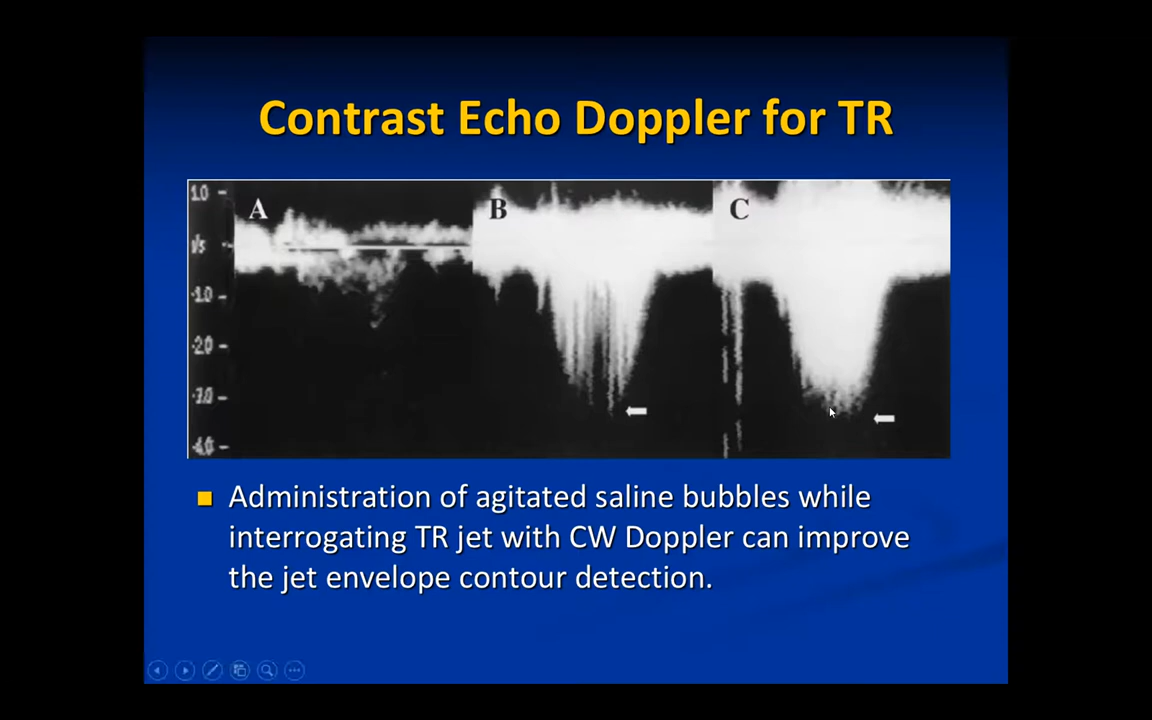 Contrast Echo Doppler for TR
1.0
A
B
C
-1.0
-2.0
-3.0
-4.0
Administration of agitated saline bubbles while
interrogating TR jet with CW Doppler can improve
the jet envelope contour detection.